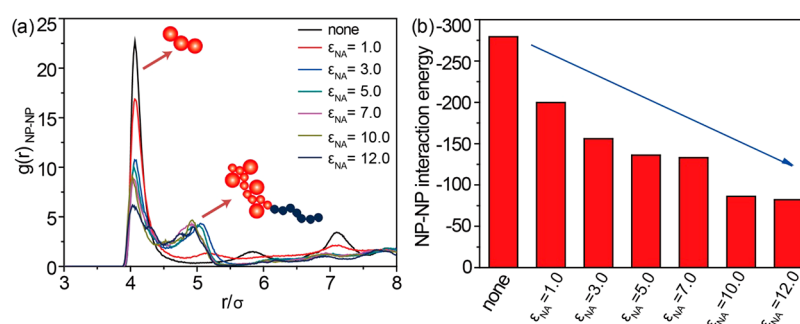 (a)
25
20
15
10
5
0
g(r) NP-NP
3 4 5 6 7 8
r/σ
none
εNA= 1.0
εNA= 3.0
εNA= 5.0
εNA= 7.0
εNA= 10.0
εNA= 12.0
(b)
-300
-250
-200
-150
-100
-50
0
NP-NP interaction energy
none
εNA=1.0
εNA=3.0
εNA=5.0
εNA=7.0
εNA=10.0
εNA=12.0